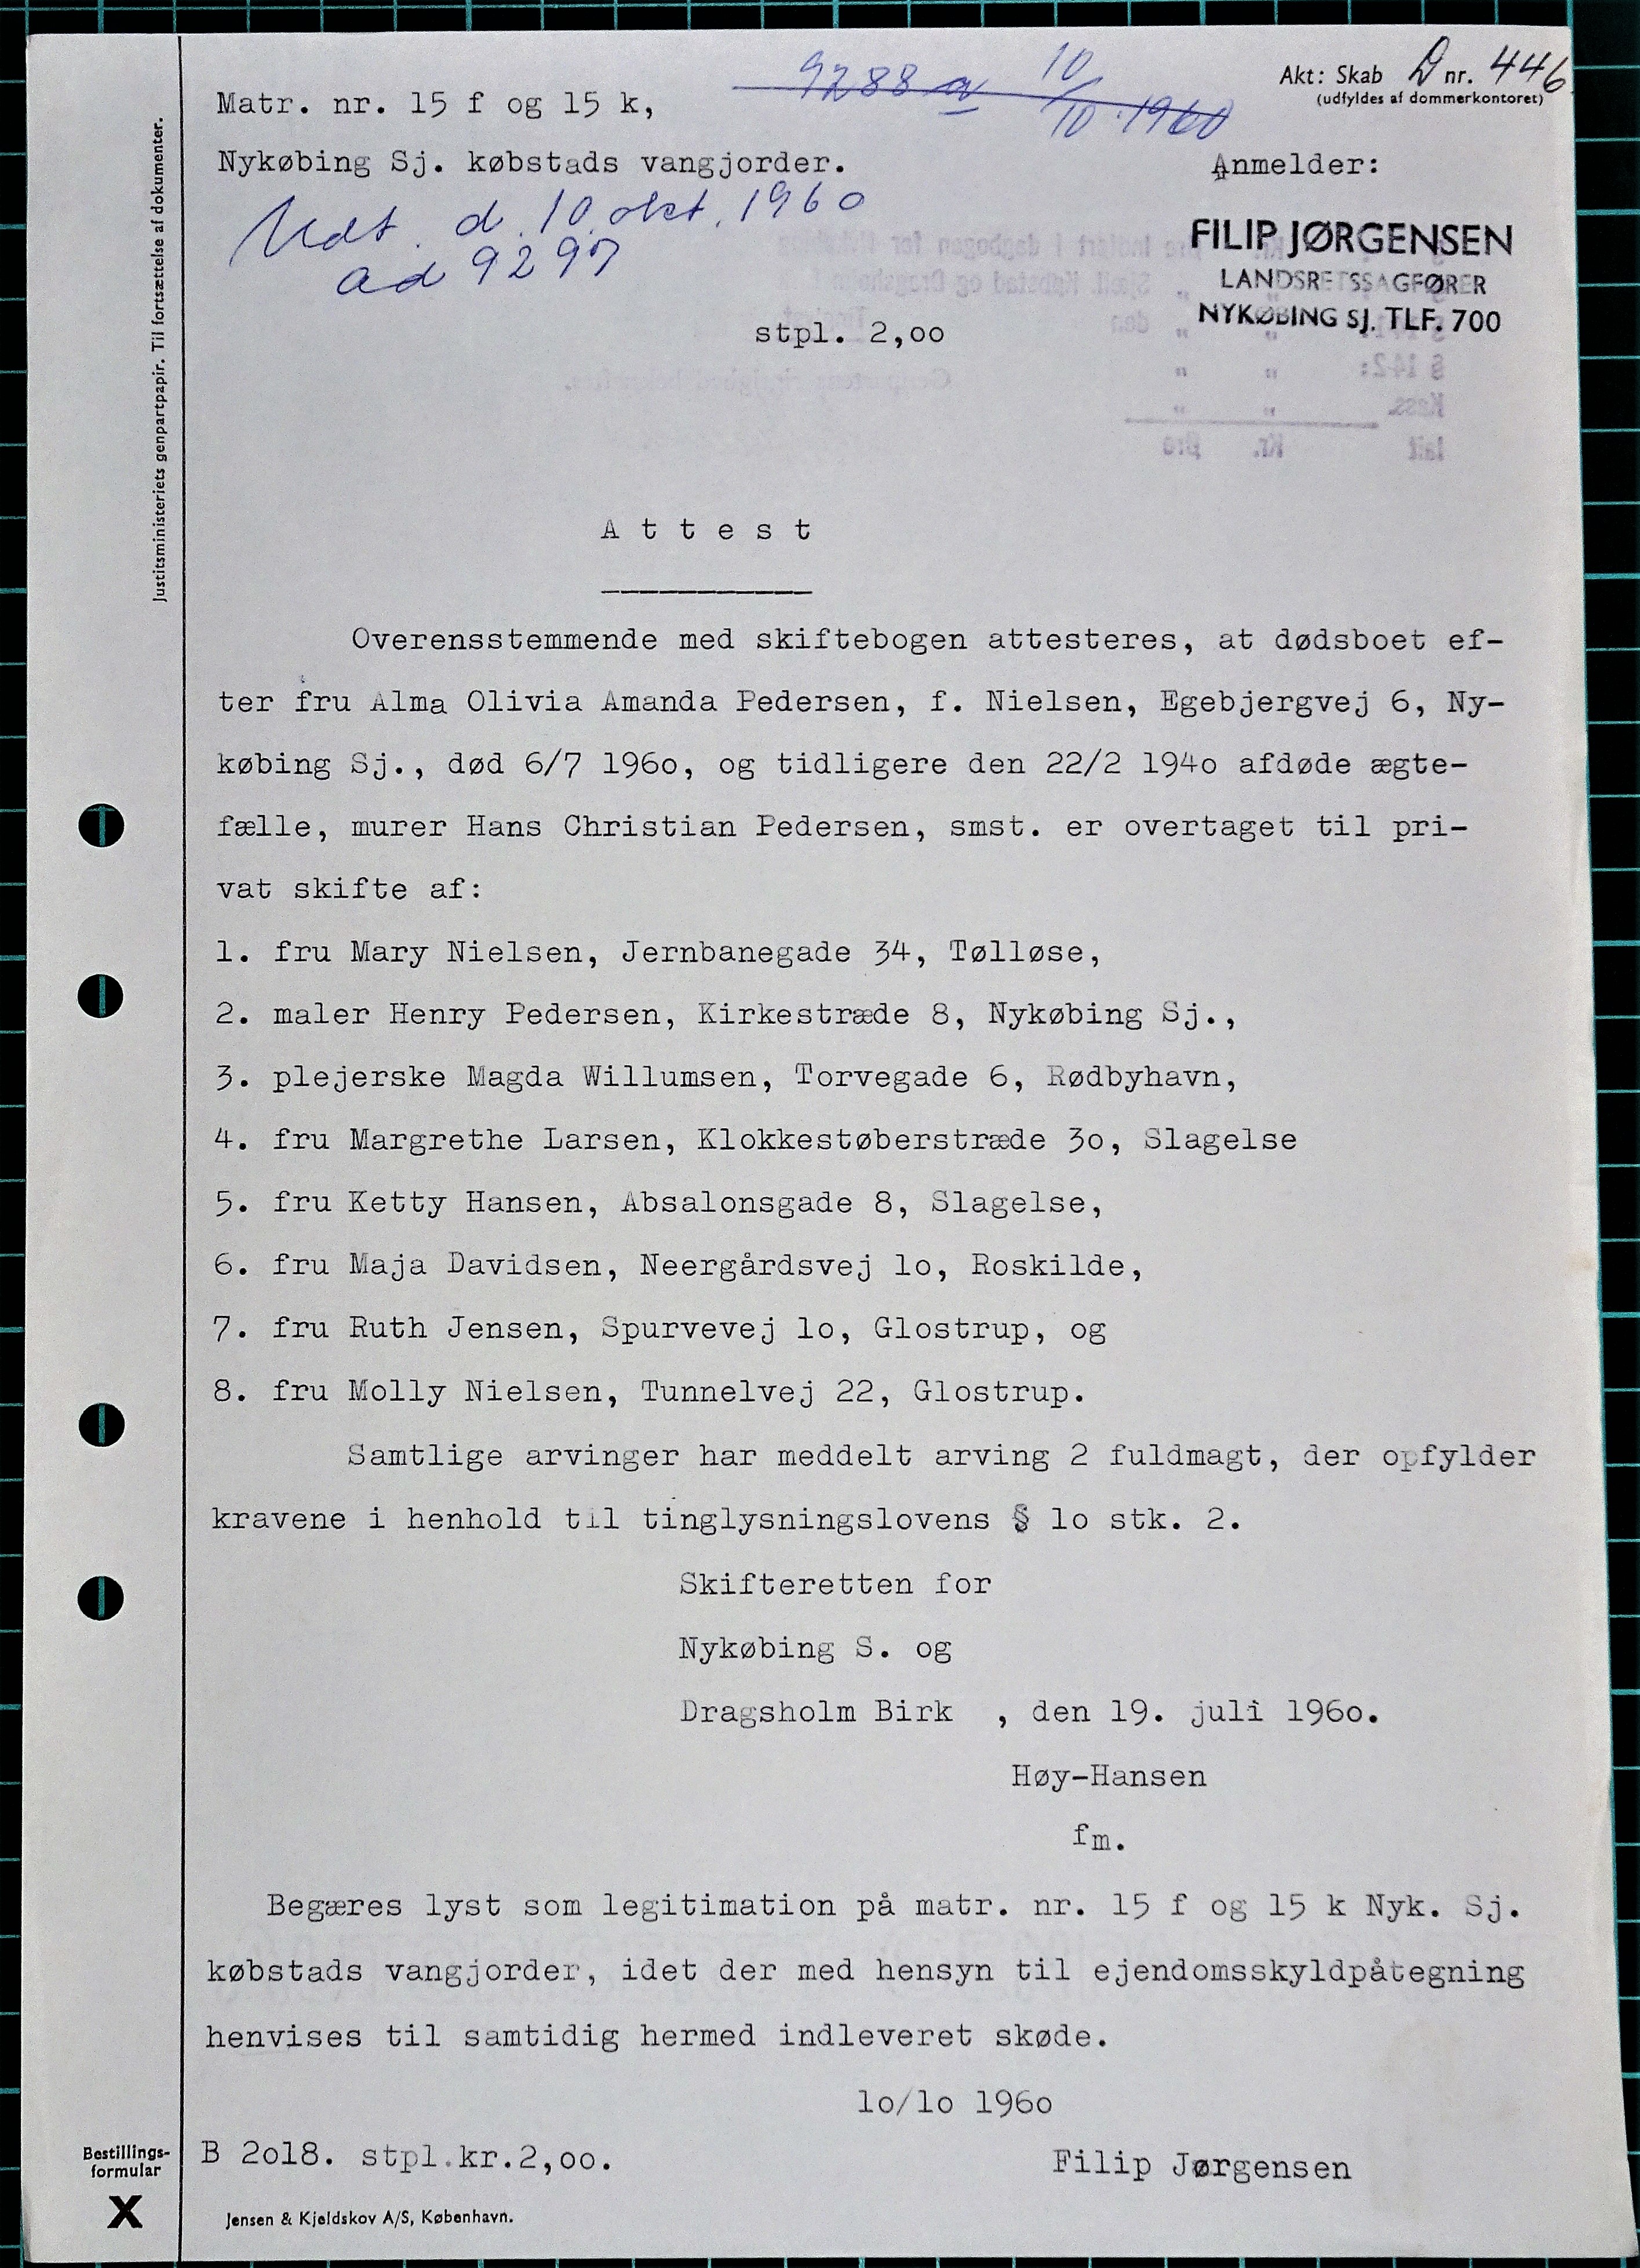 9288 a 10/10.1960
Akt: Skab D nr. 446
(udfyldes af dommerkontoret)
Matr. nr. 15 f og 15 k,
Nykøbing Sj. købstads vangjorder.
Anmelder:
Udt. d. 10. okt. 1960
ad 9297
FILIP JØRGENSEN
LANDSRETSSAGFØRER
NYKØBING SJ. TLF. 700
stpl. 2,oo
Justitsministeriets genpartpapir. Til fortsættelse af dokumenter.
Attest
Overensstemmende med skiftebogen attesteres, at dødsboet ef-
ter fru Alma Olivia Amanda Pedersen, f. Nielsen, Egebjergvej 6, Ny-
købing Sj., død 6/7 196o, og tidligere den 22/2 194o afdøde ægte-
fælle, murer Hans Christian Pedersen, smst. er overtaget til pri-
vat skifte af:
1. fru Mary Nielsen, Jernbanegade 34, Tølløse,
2. maler Henry Pedersen, Kirkestræde 8, Nykøbing Sj.,
3. plejerske Magda Willumsen, Torvegade 6, Rødbyhavn,
4. fru Margrethe Larsen, Klokkestøberstræde 3o, Slagelse
5. fru Ketty Hansen, Absalonsgade 8, Slagelse,
6. fru Maja Davidsen, Neergårdsvej lo, Roskilde,
7. fru Ruth Jensen, Spurvevej lo, Glostrup, og
8. fru Molly Nielsen, Tunnelvej 22, Glostrup.
Samtlige arvinger har meddelt arving 2 fuldmagt, der opfylder
kravene i henhold til tinglysningslovens § lo stk. 2.
Skifteretten for
Nykøbing S. og
Dragsholm Birk , den 19. juli 196o.
Høy-Hansen
fm.
Begæres lyst som legitimation på matr. nr. 15 f og 15 k Nyk. Sj.
købstads vangjorder, idet der med hensyn til ejendomsskyldpåtegning
henvises til samtidig hermed indleveret skøde.
lo/lo 196o
B 2o18. stpl.kr.2,oo.
Filip Jørgensen
Bestillings-
formular
X
Jensen & Kjeldskov A/S, København.